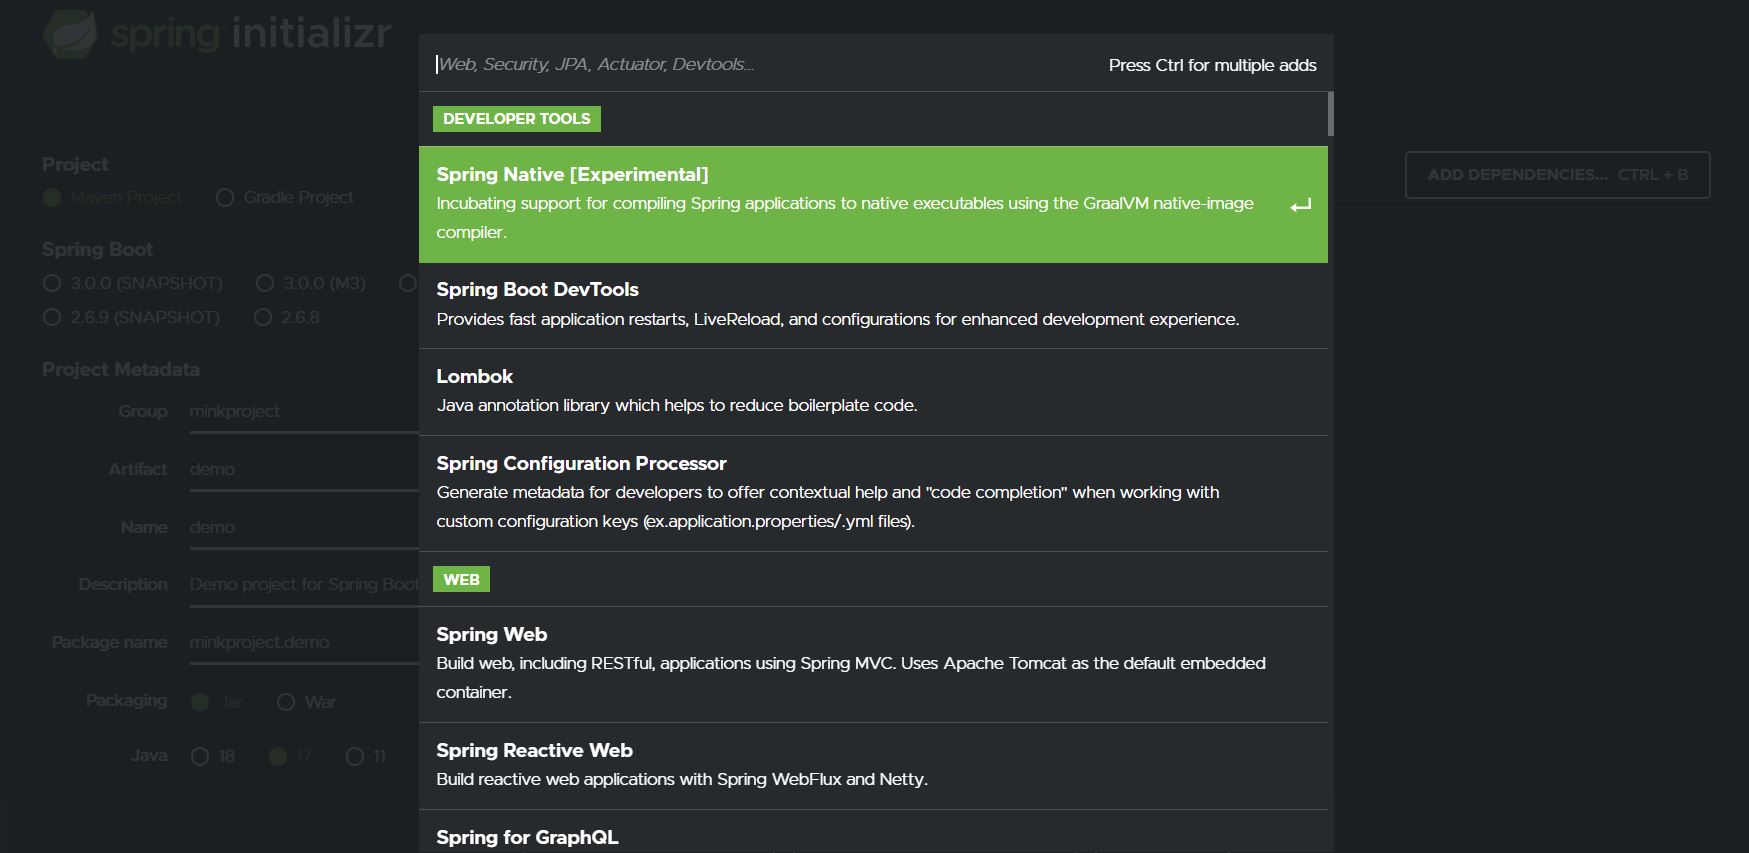 spring initializr
Web, Security, JPA, Actuator, Devtools...
Press Ctrl for multiple adds
DEVELOPER TOOLS
Spring Native [Experimental]
Incubating support for compiling Spring applications to native executables using the GraalVM native-image
compiler.
Spring Boot DevTools
Provides fast application restarts, LiveReload, and configurations for enhanced development experience.
Lombok
Java annotation library which helps to reduce boilerplate code.
Spring Configuration Processor
Generate metadata for developers to offer contextual help and "code completion" when working with
custom configuration keys (ex.application.properties/.yml files).
WEB
Spring Web
Build web, including RESTful, applications using Spring MVC. Uses Apache Tomcat as the default embedded
container.
Spring Reactive Web
Build reactive web applications with Spring WebFlux and Netty.
Spring for GraphQL
Project
Maven Project
Gradle Project
Spring Boot
3.0.0 (SNAPSHOT)
3.0.0 (M3)
2.6.9 (SNAPSHOT)
2.6.8
Project Metadata
Group minkproject
Artifact demo
Name demo
Description Demo project for Spring Boot
Package name minkproject.demo
Packaging Jar War
Java 18 17 11
ADD DEPENDENCIES... CTRL + B